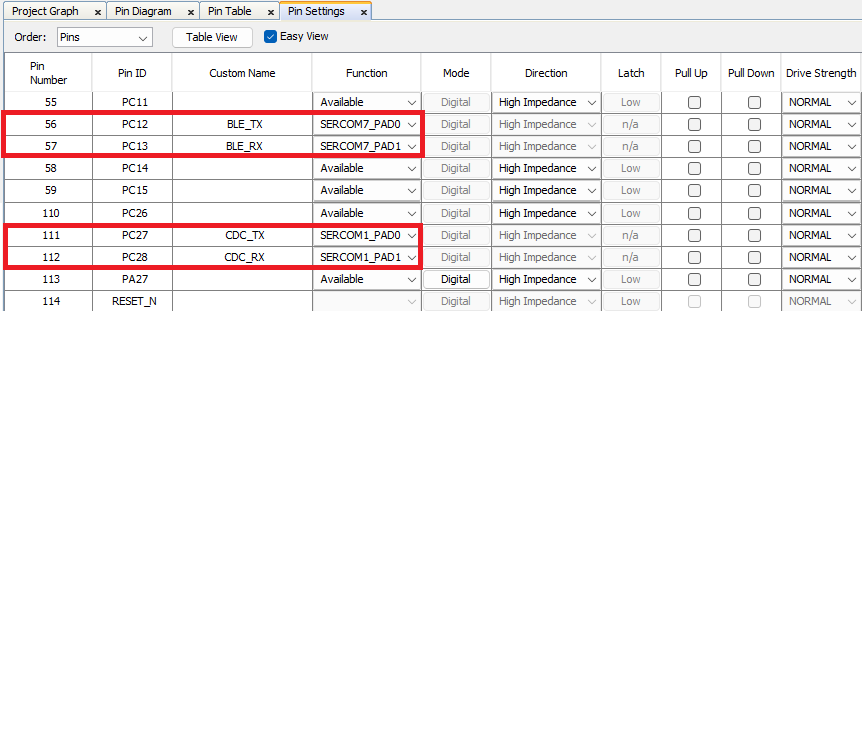 Project Graph x Pin Diagram x Pin Table x Pin Settings x
Order: Pins Table View Easy View
Pin Number Pin ID Custom Name Function Mode Direction Latch Pull Up Pull Down Drive Strength
55 PC11 Available Digital High Impedance Low NORMAL
56 PC12 BLE_TX SERCOM7_PAD0 Digital High Impedance n/a NORMAL
57 PC13 BLE_RX SERCOM7_PAD1 Digital High Impedance n/a NORMAL
58 PC14 Available Digital High Impedance Low NORMAL
59 PC15 Available Digital High Impedance Low NORMAL
110 PC26 Available Digital High Impedance Low NORMAL
111 PC27 CDC_TX SERCOM1_PAD0 Digital High Impedance n/a NORMAL
112 PC28 CDC_RX SERCOM1_PAD1 Digital High Impedance n/a NORMAL
113 PA27 Available Digital High Impedance Low NORMAL
114 RESET_N Digital High Impedance Low NORMAL